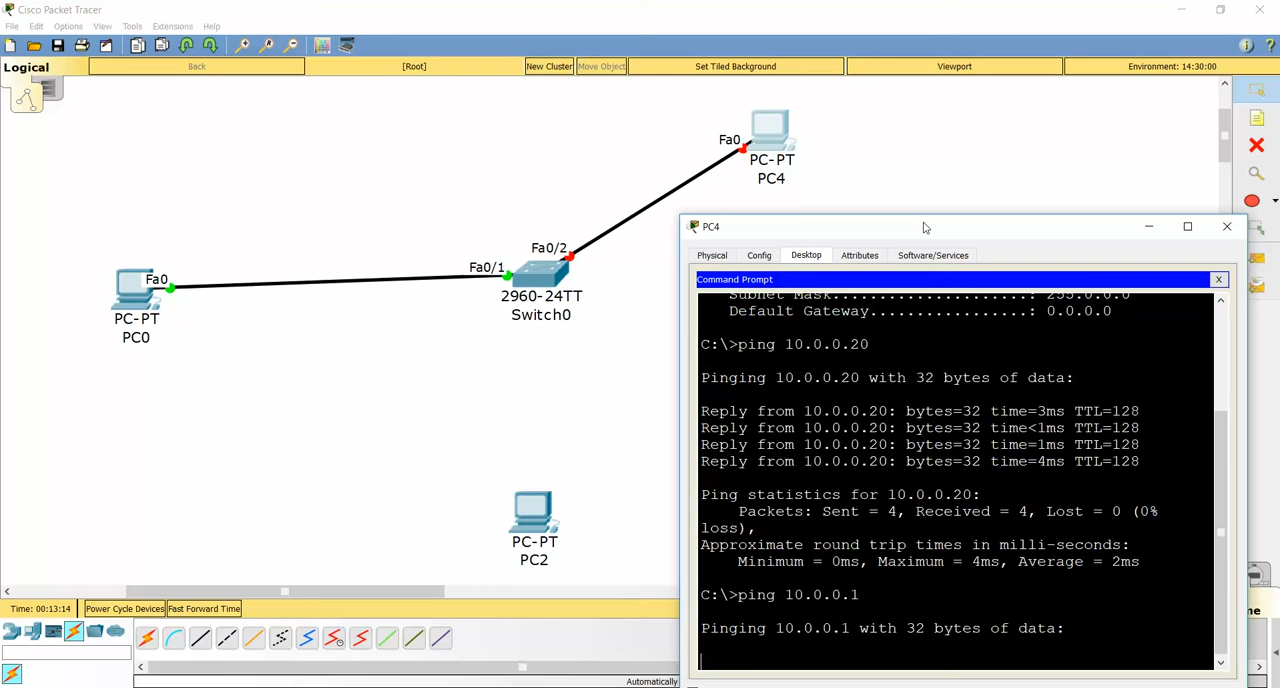 Cisco Packet Tracer
File Edit Options View Tools Extensions Help
Logical Back [Root] New Cluster Move Object Set Tiled Background Viewport Environment: 14:30:00
Fa0
PC-PT
PC4
Fa0/2
Fa0/1
2960-24TT
Switch0
Fa0
PC-PT
PC0
PC-PT
PC2
PC4
Physical Config Desktop Attributes Software/Services
Command Prompt X
Subnet Mask.....................: 255.0.0.0
Default Gateway.................: 0.0.0.0
C:\>ping 10.0.0.20
Pinging 10.0.0.20 with 32 bytes of data:
Reply from 10.0.0.20: bytes=32 time=3ms TTL=128
Reply from 10.0.0.20: bytes=32 time<1ms TTL=128
Reply from 10.0.0.20: bytes=32 time=1ms TTL=128
Reply from 10.0.0.20: bytes=32 time=4ms TTL=128
Ping statistics for 10.0.0.20:
Packets: Sent = 4, Received = 4, Lost = 0 (0%
loss),
Approximate round trip times in milli-seconds:
Minimum = 0ms, Maximum = 4ms, Average = 2ms
C:\>ping 10.0.0.1
Pinging 10.0.0.1 with 32 bytes of data:
Time: 00:13:14 Power Cycle Devices Fast Forward Time
Automatically